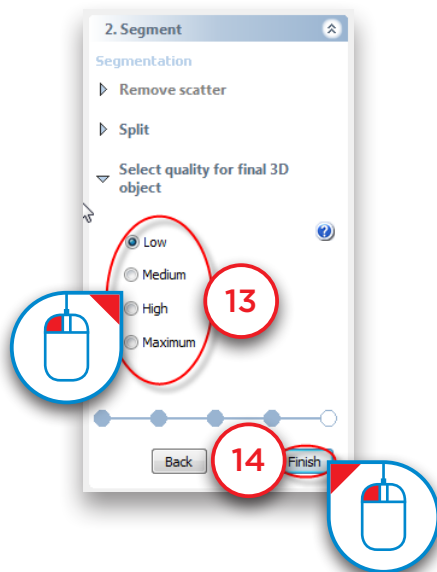 2. Segment
Segmentation
Remove scatter
Split
Select quality for final 3D
object
?
Low
Medium
13
High
Maximum
Back
14
Finish